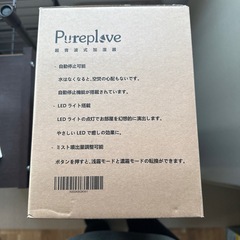 Pureplove
超音波式加湿器
· 自動停止可能
水はなくなると、空焚の心配もないです。
自動停止機能が搭載されています。
· LEDライト搭載
LEDライトの点灯でお部屋を幻想的に演出します。
やさしいLEDで癒しの効果に。
· ミスト噴出量調整可能
ボタンを押すと、浅霧モードと濃霧モードの転換ができます。